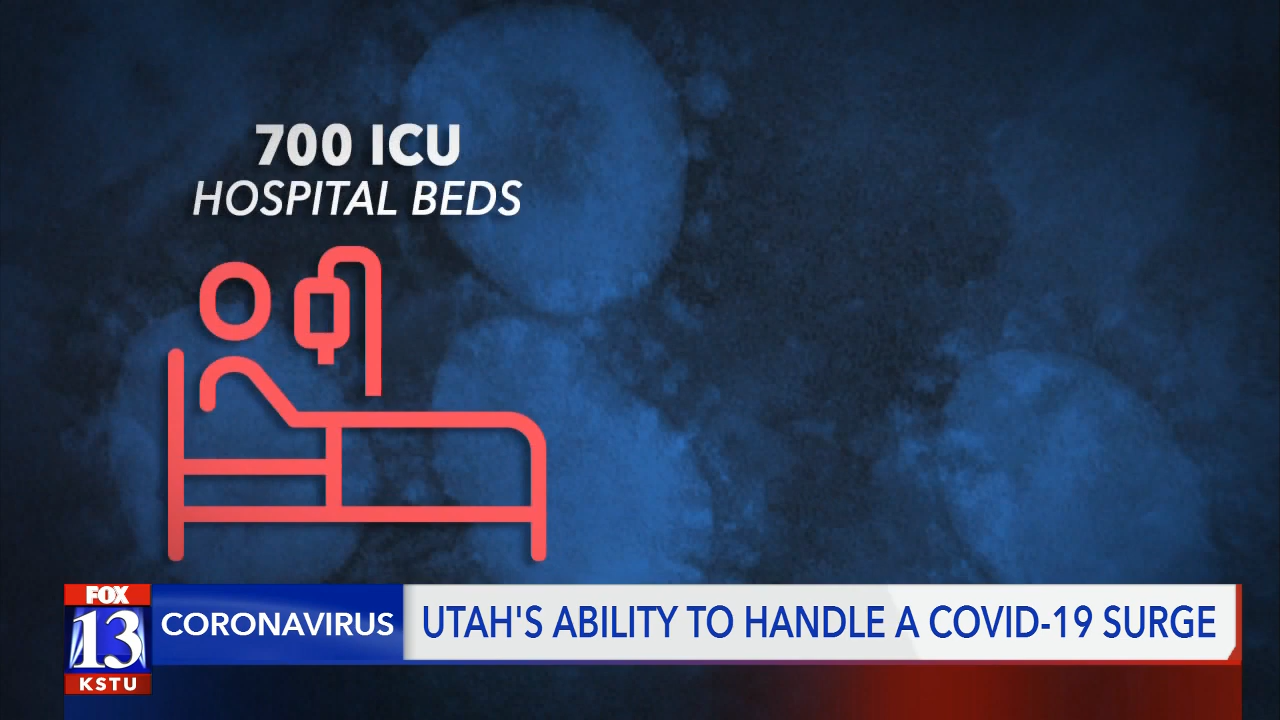 700 ICU
HOSPITAL BEDS
FOX
13
KSTU
CORONAVIRUS
UTAH'S ABILITY TO HANDLE A COVID-19 SURGE